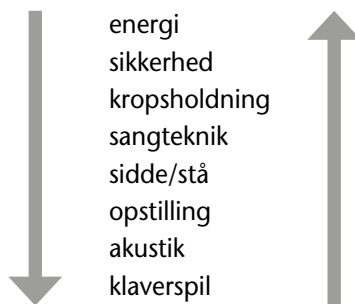 energi
sikkerhed
kropsholdning
sangteknik
sidde/stå
opstilling
akustik
klaverspil